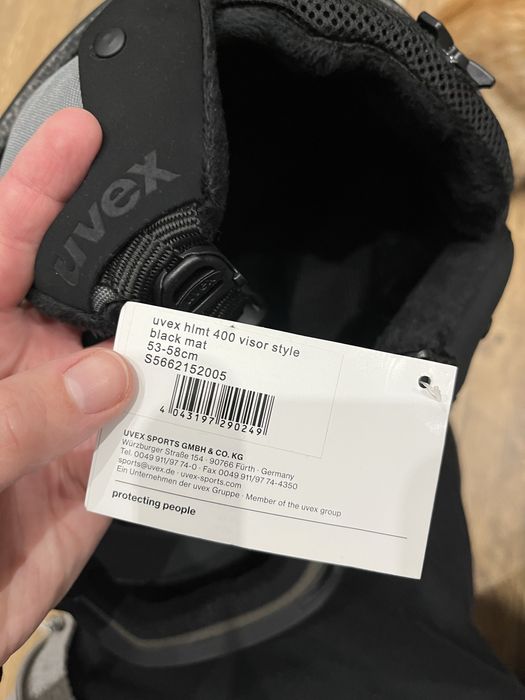 uvex
uvex hlmt 400 visor style
black mat
53-58cm
S5662152005
4 043197 290249
UVEX SPORTS GMBH & CO. KG
Würzburger Straße 154 · 90766 Fürth · Germany
Tel. 0049 911/97 74-0 · Fax 0049 911/97 74-4350
sports@uvex.de · uvex-sports.com
Ein Unternehmen der uvex Gruppe · Member of the uvex group
protecting people